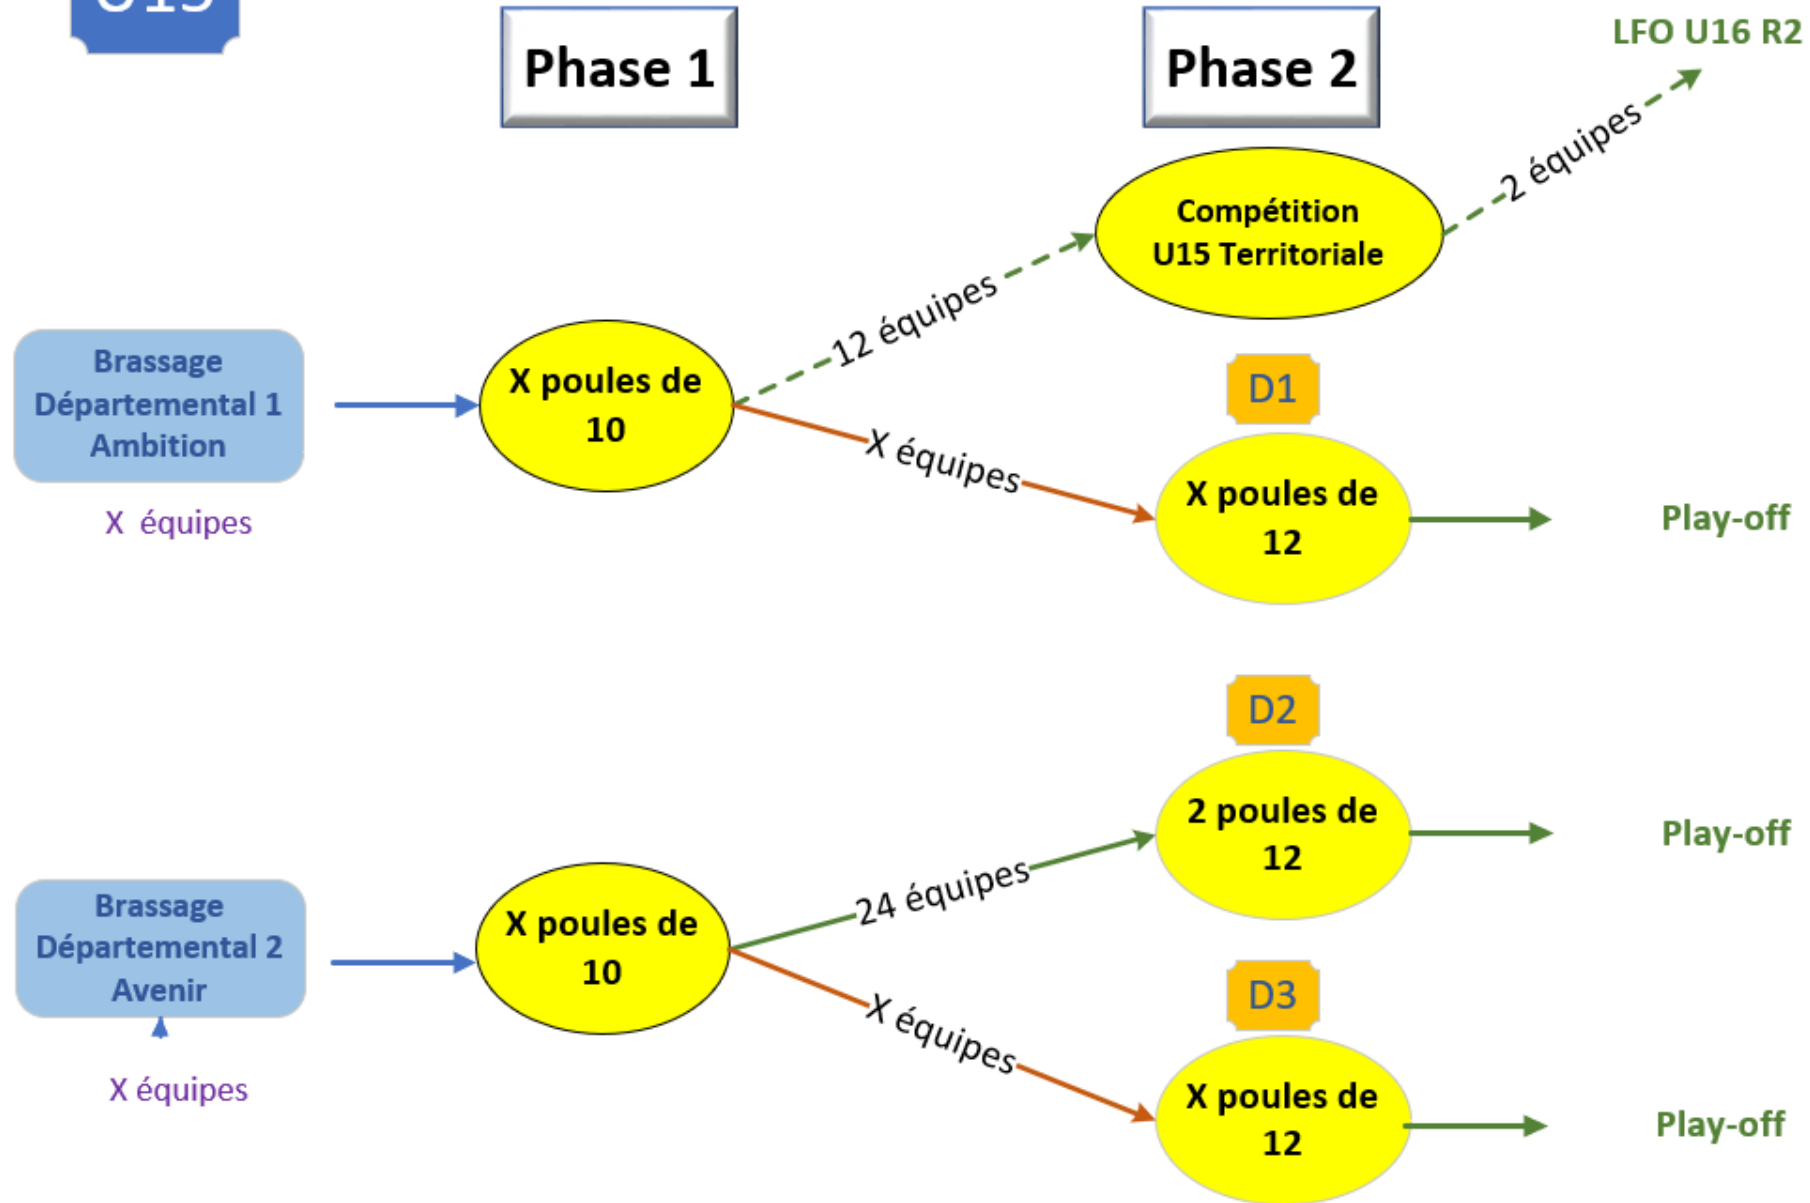 U15
Phase 1
Phase 2
LFO U16 R2
2 équipes
Compétition
U15 Territoriale
12 équipes
Brassage
Départemental 1
Ambition
X poules de
10
D1
X équipes
X poules de
12
Play-off
X  équipes
D2
2 poules de
12
Play-off
24 équipes
Brassage
Départemental 2
Avenir
X poules de
10
D3
X équipes
X poules de
12
Play-off
X équipes